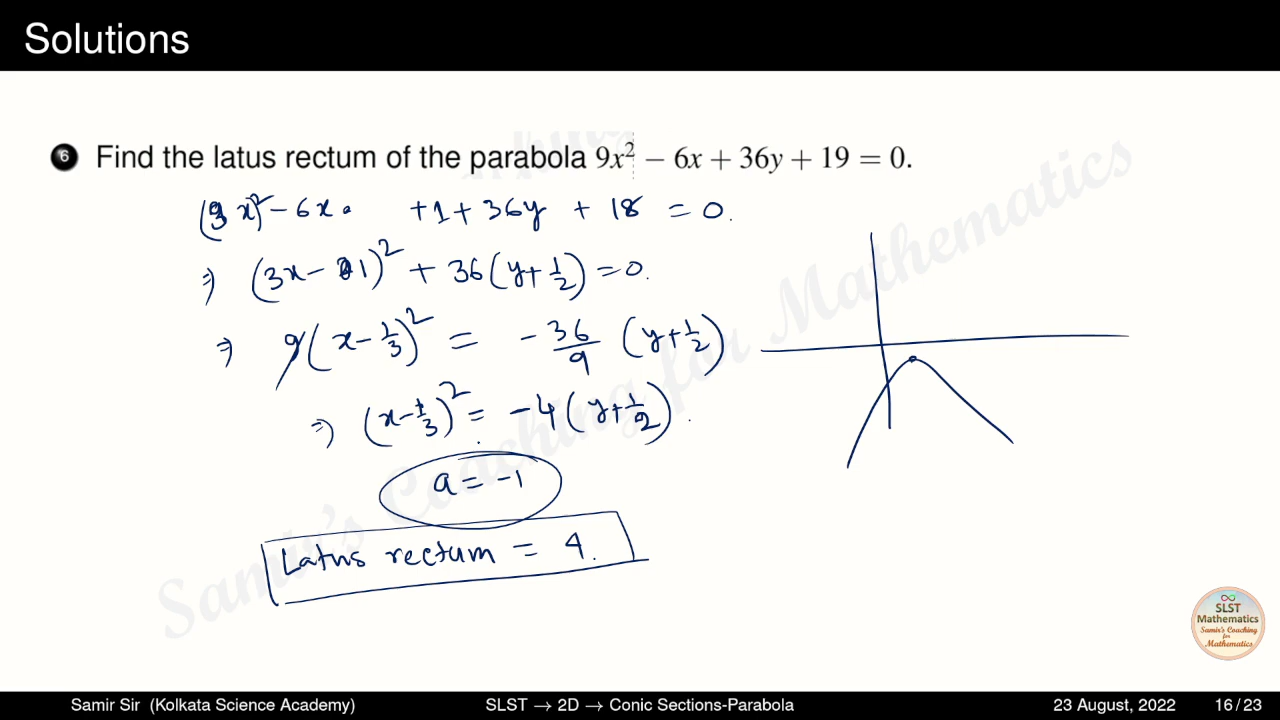 Solutions
6 Find the latus rectum of the parabola 9x² − 6x + 36y + 19 = 0.
(3x)² − 6x + 1 + 36y + 18 = 0.
⇒ (3x − 1)² + 36(y + 1/2) = 0.
⇒ 9(x − 1/3)² = −36/9 (y + 1/2)
⇒ (x − 1/3)² = −4(y + 1/2).
a = −1
Latus rectum = 4.
Samir's Coaching for Mathematics
∞
SLST
Mathematics
Samir's Coaching
for
Mathematics
Samir Sir (Kolkata Science Academy) SLST → 2D → Conic Sections-Parabola 23 August, 2022 16 / 23